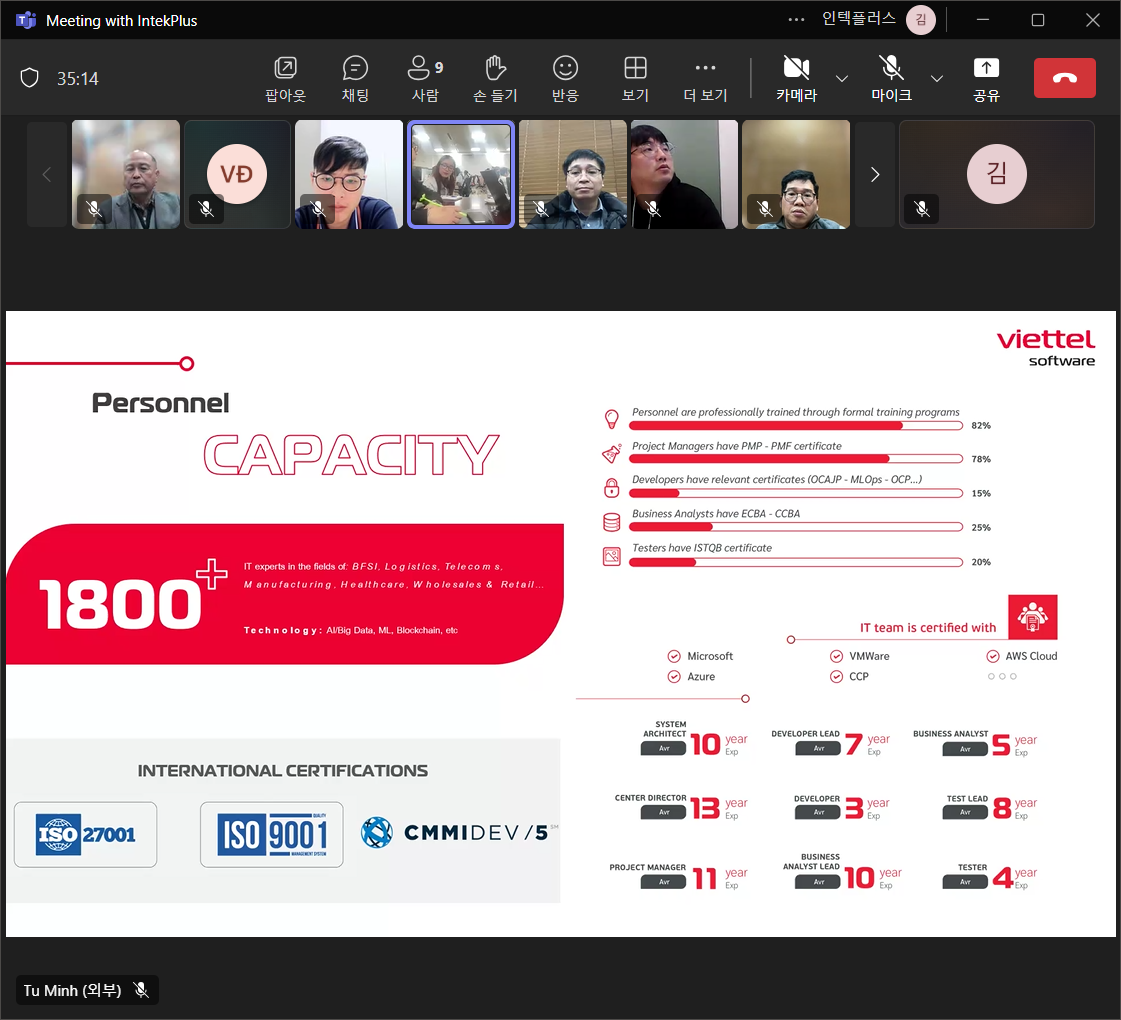 Meeting with IntekPlus
인텍플러스
김
35:14
팝아웃
채팅
9
사람
손 들기
반응
보기
더 보기
카메라
마이크
공유
VĐ
김
viettel
software
Personnel
CAPACITY
1800+
IT experts in the fields of: BFSI, Logistics, Telecoms,
Manufacturing, Healthcare, Wholesales & Retail...
Technology: AI/Big Data, ML, Blockchain, etc
INTERNATIONAL CERTIFICATIONS
ISO 27001
QUALITY
ISO 9001
MANAGEMENT SYSTEM
CMMIDEV/5 SM
Personnel are professionally trained through formal training programs
82%
Project Managers have PMP - PMF certificate
78%
Developers have relevant certificates (OCAJP - MLOps - OCP...)
15%
Business Analysts have ECBA - CCBA
25%
Testers have ISTQB certificate
20%
IT team is certified with
Microsoft
VMWare
AWS Cloud
Azure
CCP
SYSTEM
ARCHITECT
Avr
10 year
Exp
DEVELOPER LEAD
Avr
7 year
Exp
BUSINESS ANALYST
Avr
5 year
Exp
CENTER DIRECTOR
Avr
13 year
Exp
DEVELOPER
Avr
3 year
Exp
TEST LEAD
Avr
8 year
Exp
PROJECT MANAGER
Avr
11 year
Exp
BUSINESS
ANALYST LEAD
Avr
10 year
Exp
TESTER
Avr
4 year
Exp
Tu Minh (외부)